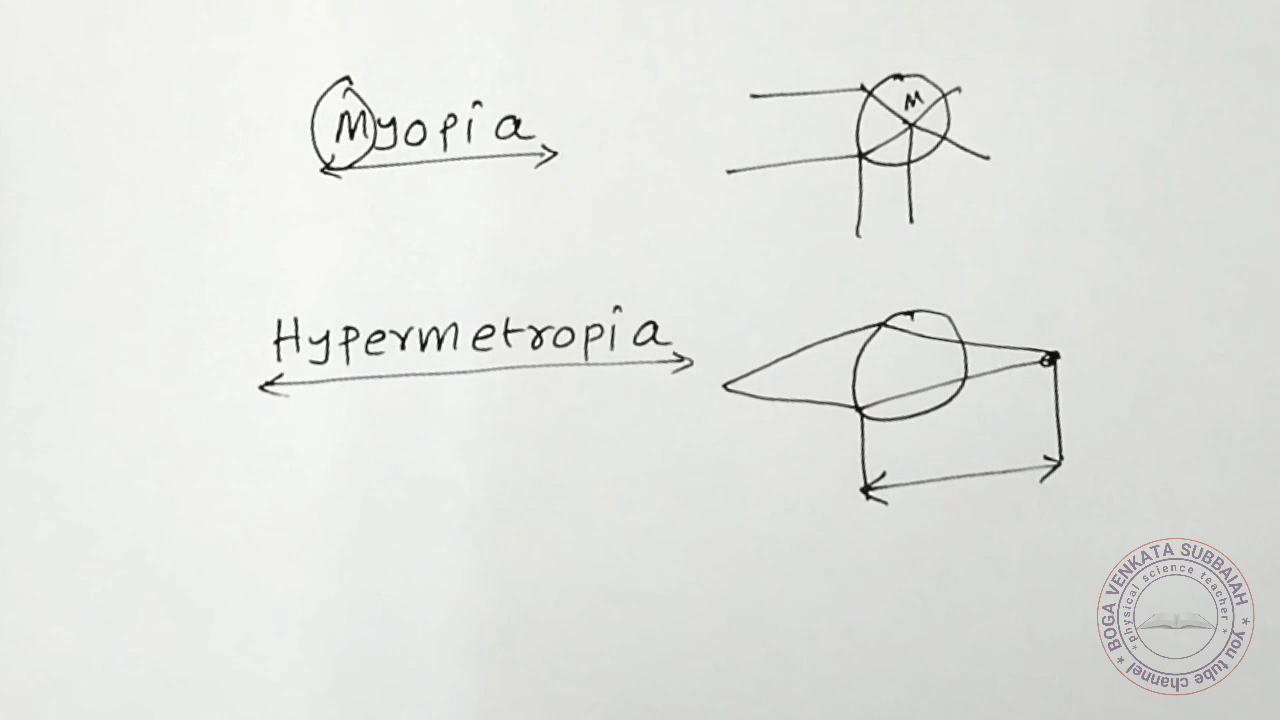 Myopia
M
Hypermetropia
BOGA VENKATA SUBBAIAH * you tube channel *
*physical science teacher*